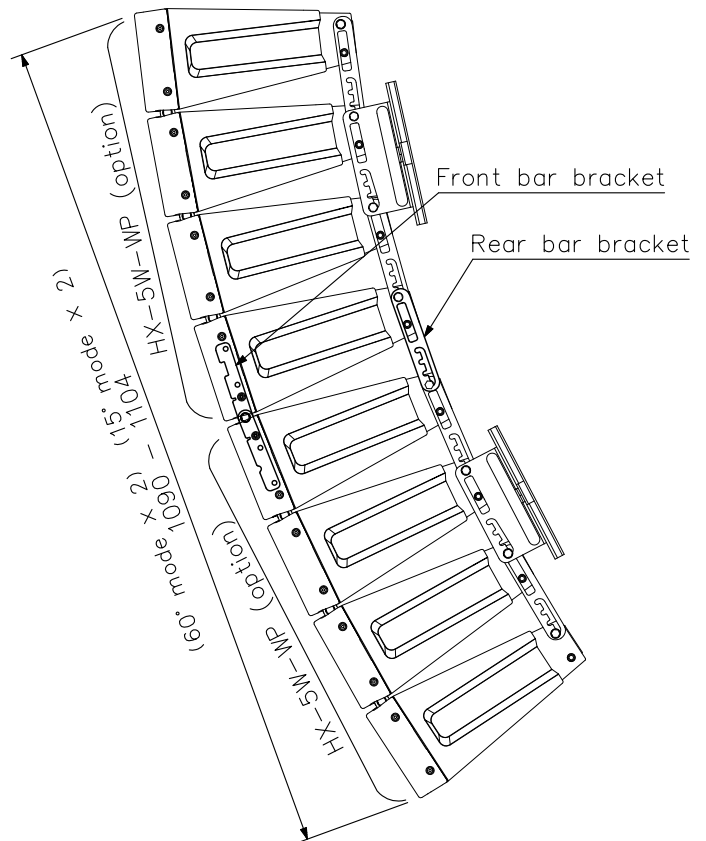 Front bar bracket
Rear bar bracket
HX-5W-WP (option)
(60° mode x 2) (15° mode x 2)
1090 - 1104
HX-5W-WP (option)